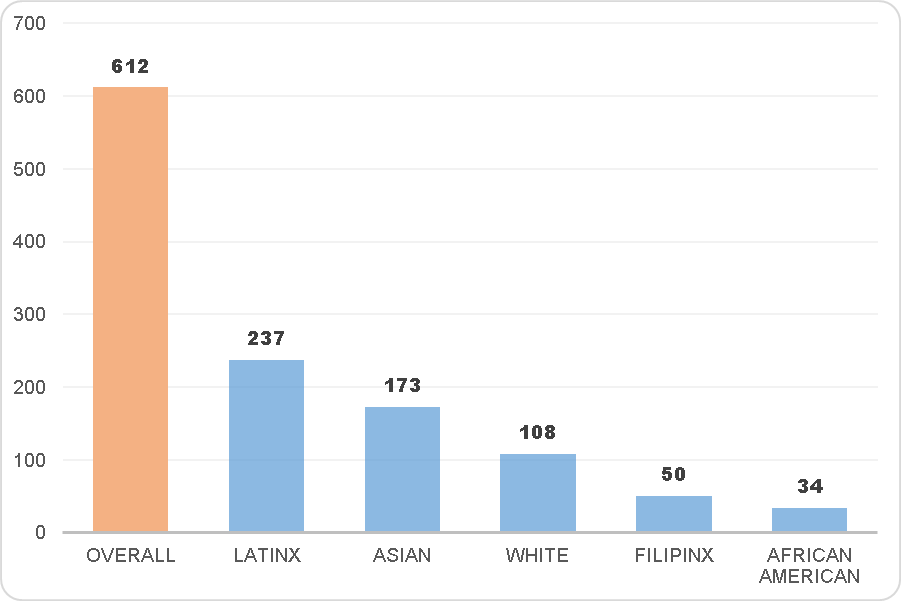 700
612
600
500
400
300
237
200
173
108
100
50
34
0
OVERALL
LATINX
ASIAN
WHITE
FILIPINX
AFRICAN
AMERICAN